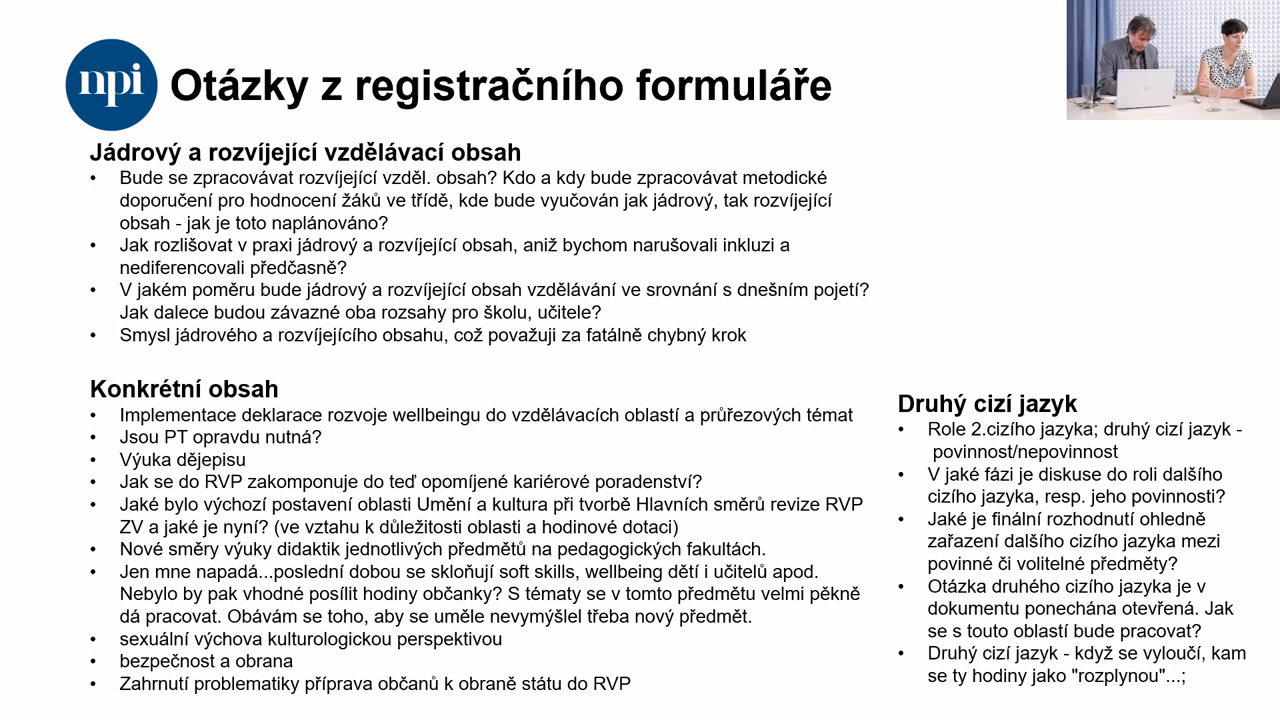 npi
Otázky z registračního formuláře
Jádrový a rozvíjející vzdělávací obsah
• Bude se zpracovávat rozvíjející vzděl. obsah? Kdo a kdy bude zpracovávat metodické
doporučení pro hodnocení žáků ve třídě, kde bude vyučován jak jádrový, tak rozvíjející
obsah - jak je toto naplánováno?
• Jak rozlišovat v praxi jádrový a rozvíjející obsah, aniž bychom narušovali inkluzi a
nediferencovali předčasně?
• V jakém poměru bude jádrový a rozvíjející obsah vzdělávání ve srovnání s dnešním pojetí?
Jak dalece budou závazné oba rozsahy pro školu, učitele?
• Smysl jádrového a rozvíjejícího obsahu, což považuji za fatálně chybný krok
Konkrétní obsah
• Implementace deklarace rozvoje wellbeingu do vzdělávacích oblastí a průřezových témat
• Jsou PT opravdu nutná?
• Výuka dějepisu
• Jak se do RVP zakomponuje do teď opomíjené kariérové poradenství?
• Jaké bylo výchozí postavení oblasti Umění a kultura při tvorbě Hlavních směrů revize RVP
ZV a jaké je nyní? (ve vztahu k důležitosti oblasti a hodinové dotaci)
• Nové směry výuky didaktik jednotlivých předmětů na pedagogických fakultách.
• Jen mne napadá...poslední dobou se skloňují soft skills, wellbeing dětí i učitelů apod.
Nebylo by pak vhodné posílit hodiny občanky? S tématy se v tomto předmětu velmi pěkně
dá pracovat. Obávám se toho, aby se uměle nevymýšlel třeba nový předmět.
• sexuální výchova kulturologickou perspektivou
• bezpečnost a obrana
• Zahrnutí problematiky příprava občanů k obraně státu do RVP
Druhý cizí jazyk
• Role 2.cizího jazyka; druhý cizí jazyk -
povinnost/nepovinnost
• V jaké fázi je diskuse do roli dalšího
cizího jazyka, resp. jeho povinnosti?
• Jaké je finální rozhodnutí ohledně
zařazení dalšího cizího jazyka mezi
povinné či volitelné předměty?
• Otázka druhého cizího jazyka je v
dokumentu ponechána otevřená. Jak
se s touto oblastí bude pracovat?
• Druhý cizí jazyk - když se vyloučí, kam
se ty hodiny jako "rozplynou"...;